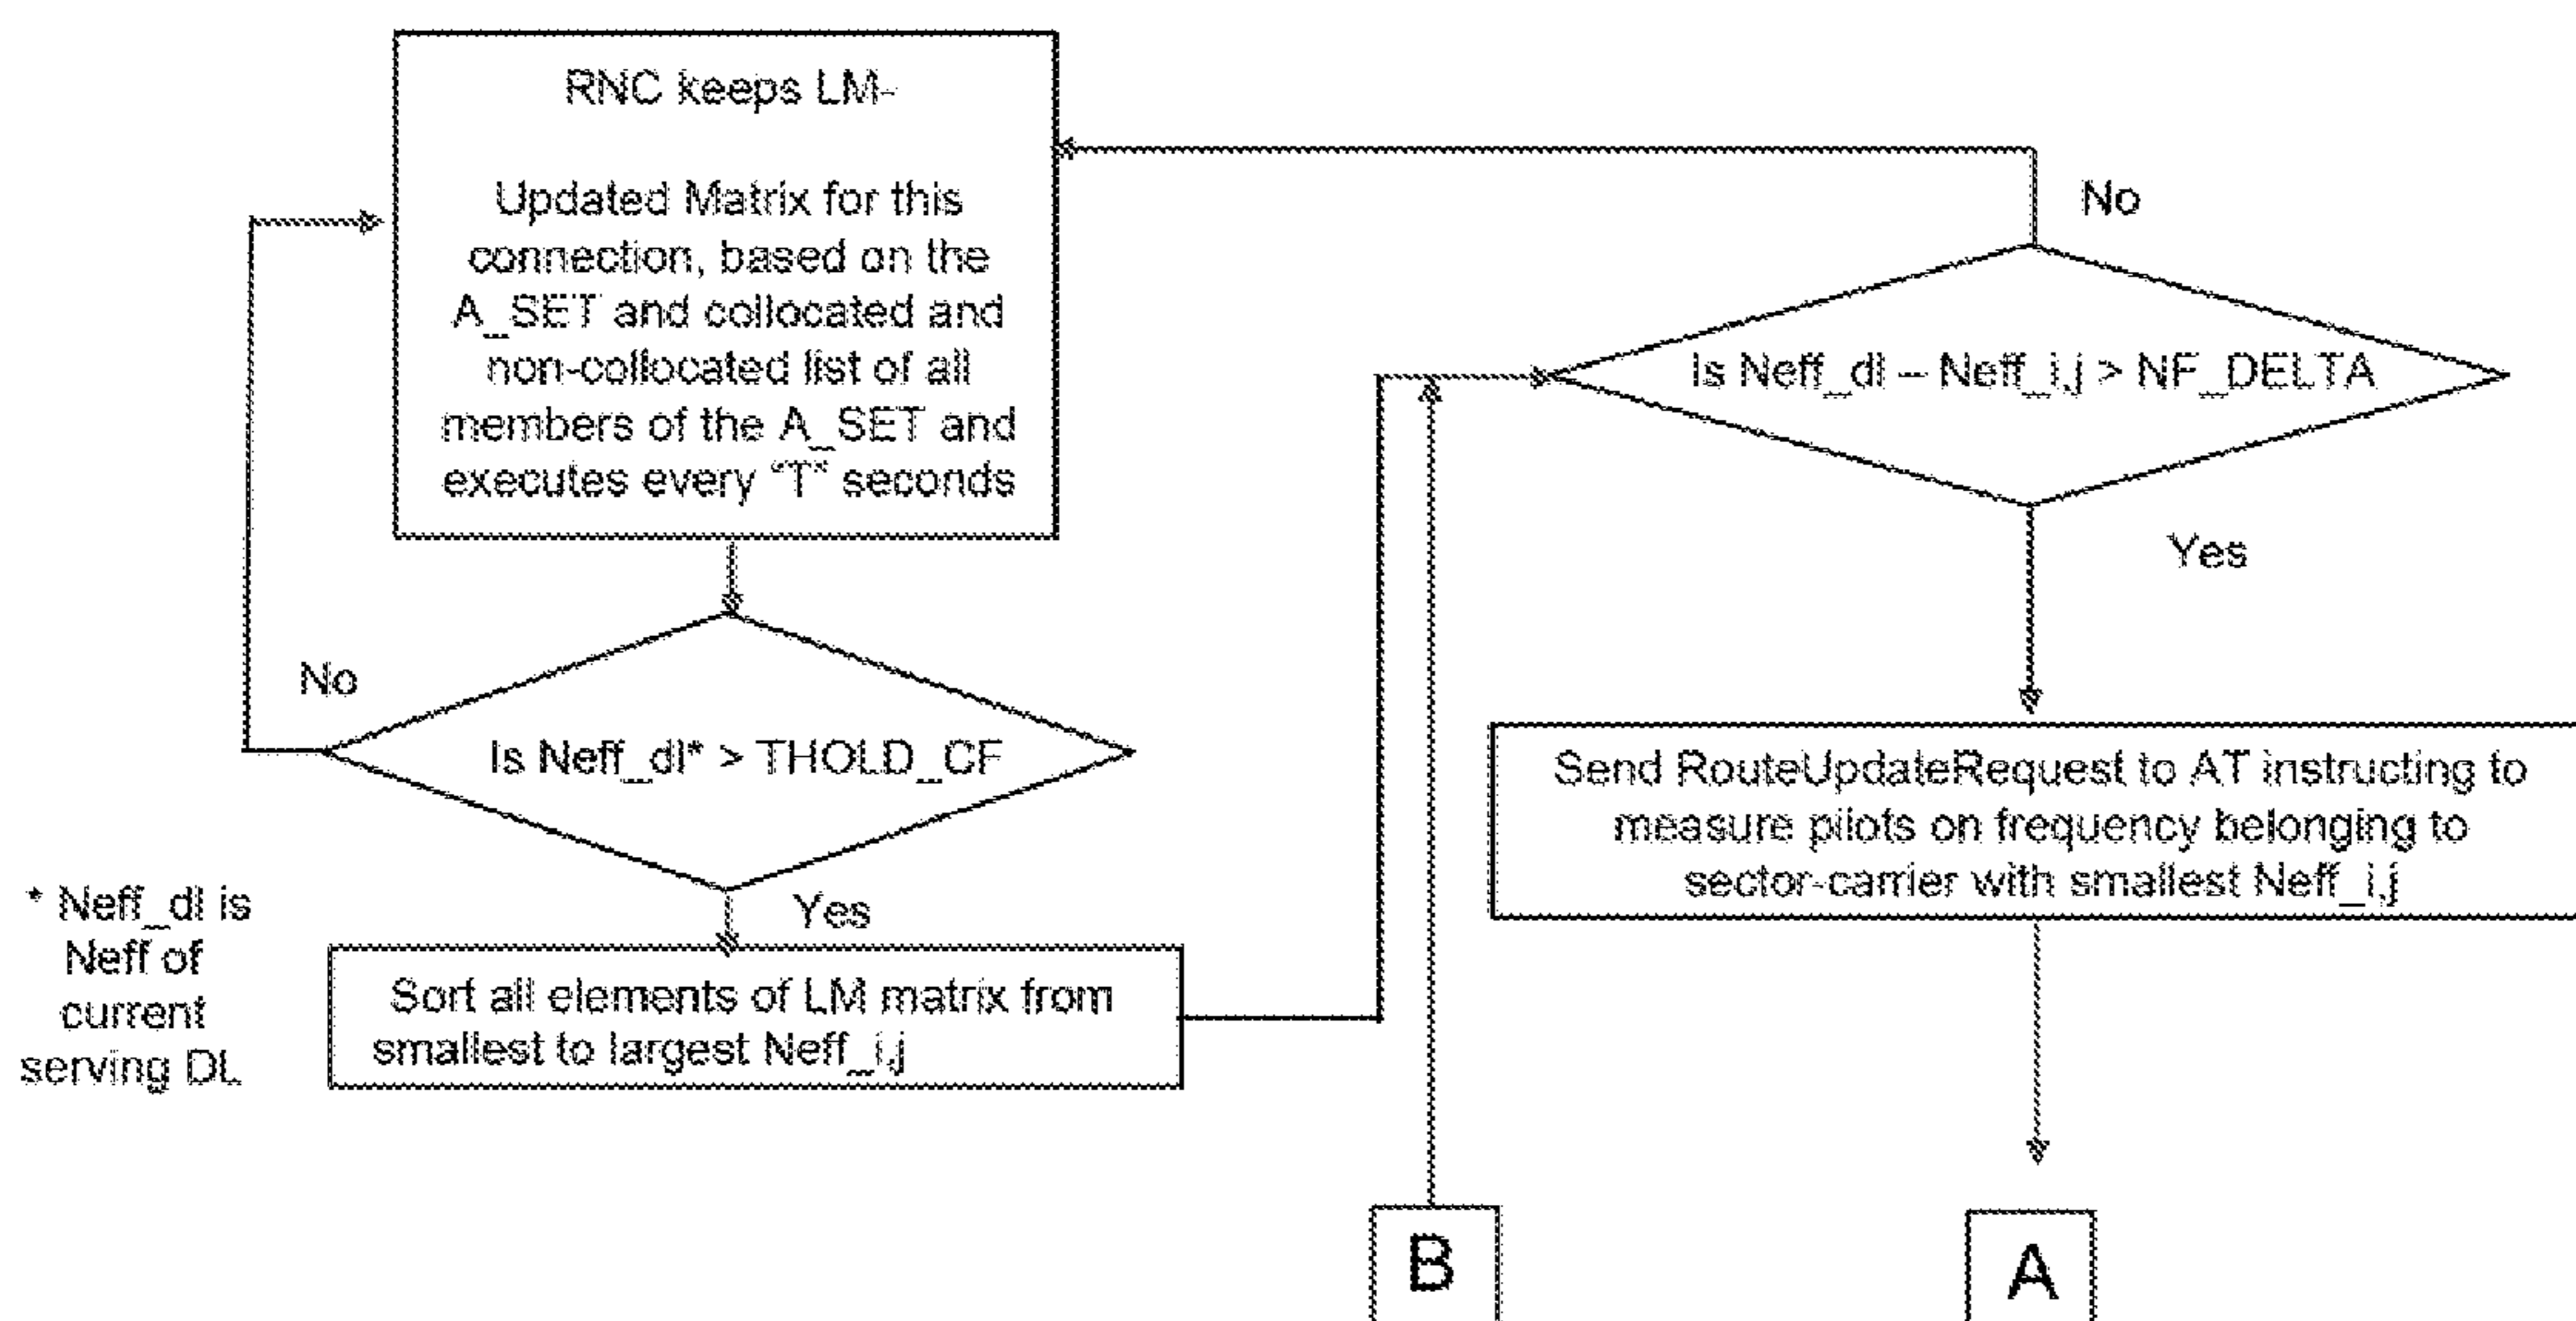 RNC keeps LM-
Updated Matrix for this
connection, based on the
A_SET and collocated and
non-collocated list of all
members of the A_SET and
executes every "T" seconds
No
Is Neff_dl* > THOLD_CF
Yes
* Neff_dl is
Neff of
current
serving DL
Sort all elements of LM matrix from
smallest to largest Neff_i,j
No
Is Neff_dl – Neff_i,j > NF_DELTA
Yes
Send RouteUpdateRequest to AT instructing to
measure pilots on frequency belonging to
sector-carrier with smallest Neff_i,j
B
A